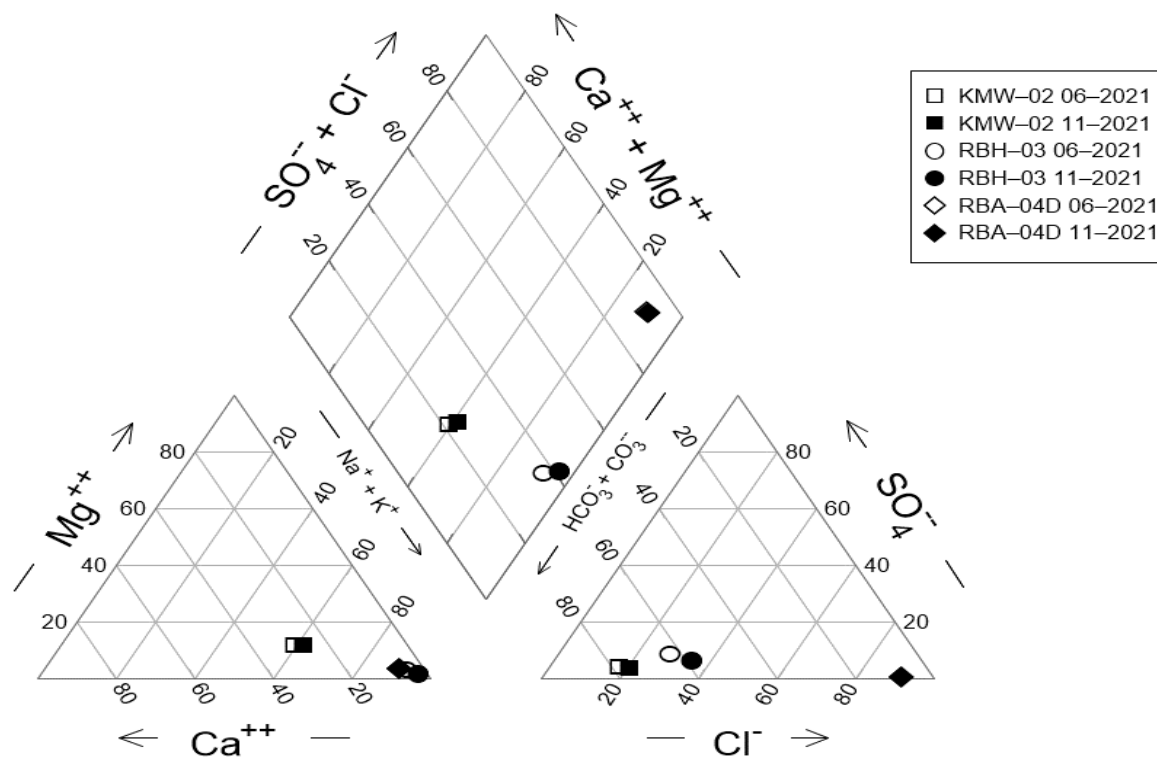 SO₄⁻⁻ + Cl⁻
Ca⁺⁺ + Mg⁺⁺
80
60
40
20
80
60
40
20
KMW–02 06–2021
KMW–02 11–2021
RBH–03 06–2021
RBH–03 11–2021
RBA–04D 06–2021
RBA–04D 11–2021
Mg⁺⁺
Na⁺ + K⁺
HCO₃⁻ + CO₃⁻⁻
SO₄⁻⁻
80
60
40
20
20
40
60
80
80
60
40
20
Ca⁺⁺
80
60
40
20
20
40
60
80
80
60
40
20
Cl⁻